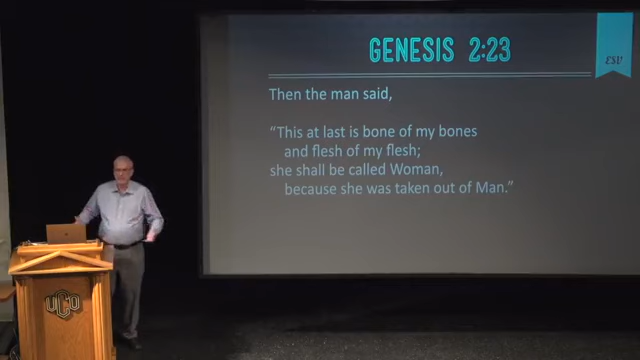 GENESIS 2:23
ESV
Then the man said,
“This at last is bone of my bones
and flesh of my flesh;
she shall be called Woman,
because she was taken out of Man.”
UCO